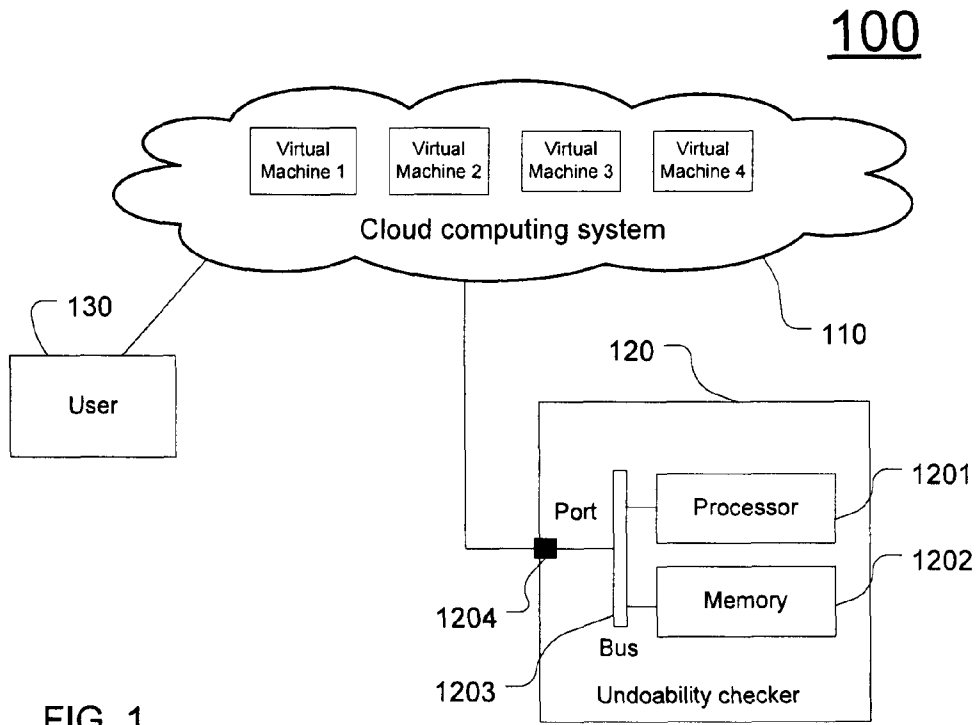 100
Virtual
Machine 1
Virtual
Machine 2
Virtual
Machine 3
Virtual
Machine 4
Cloud computing system
130
110
User
120
Port
Processor
1201
1204
Memory
1202
Bus
1203
Undoability checker
FIG. 1